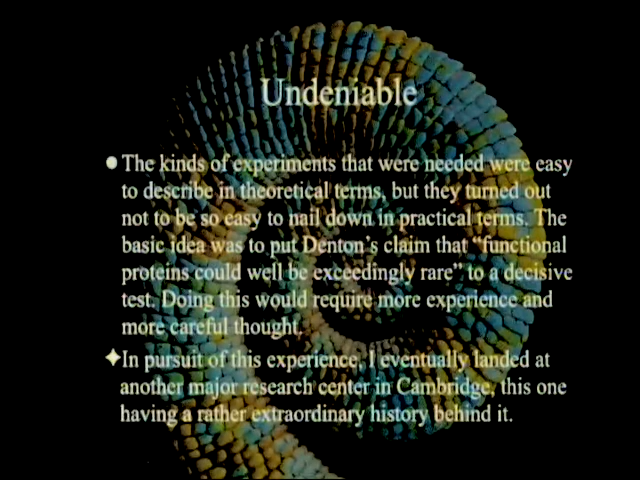 Undeniable
The kinds of experiments that were needed were easy
to describe in theoretical terms, but they turned out
not to be so easy to nail down in practical terms. The
basic idea was to put Denton's claim that “functional
proteins could well be exceedingly rare” to a decisive
test. Doing this would require more experience and
more careful thought.
In pursuit of this experience, I eventually landed at
another major research center in Cambridge, this one
having a rather extraordinary history behind it.